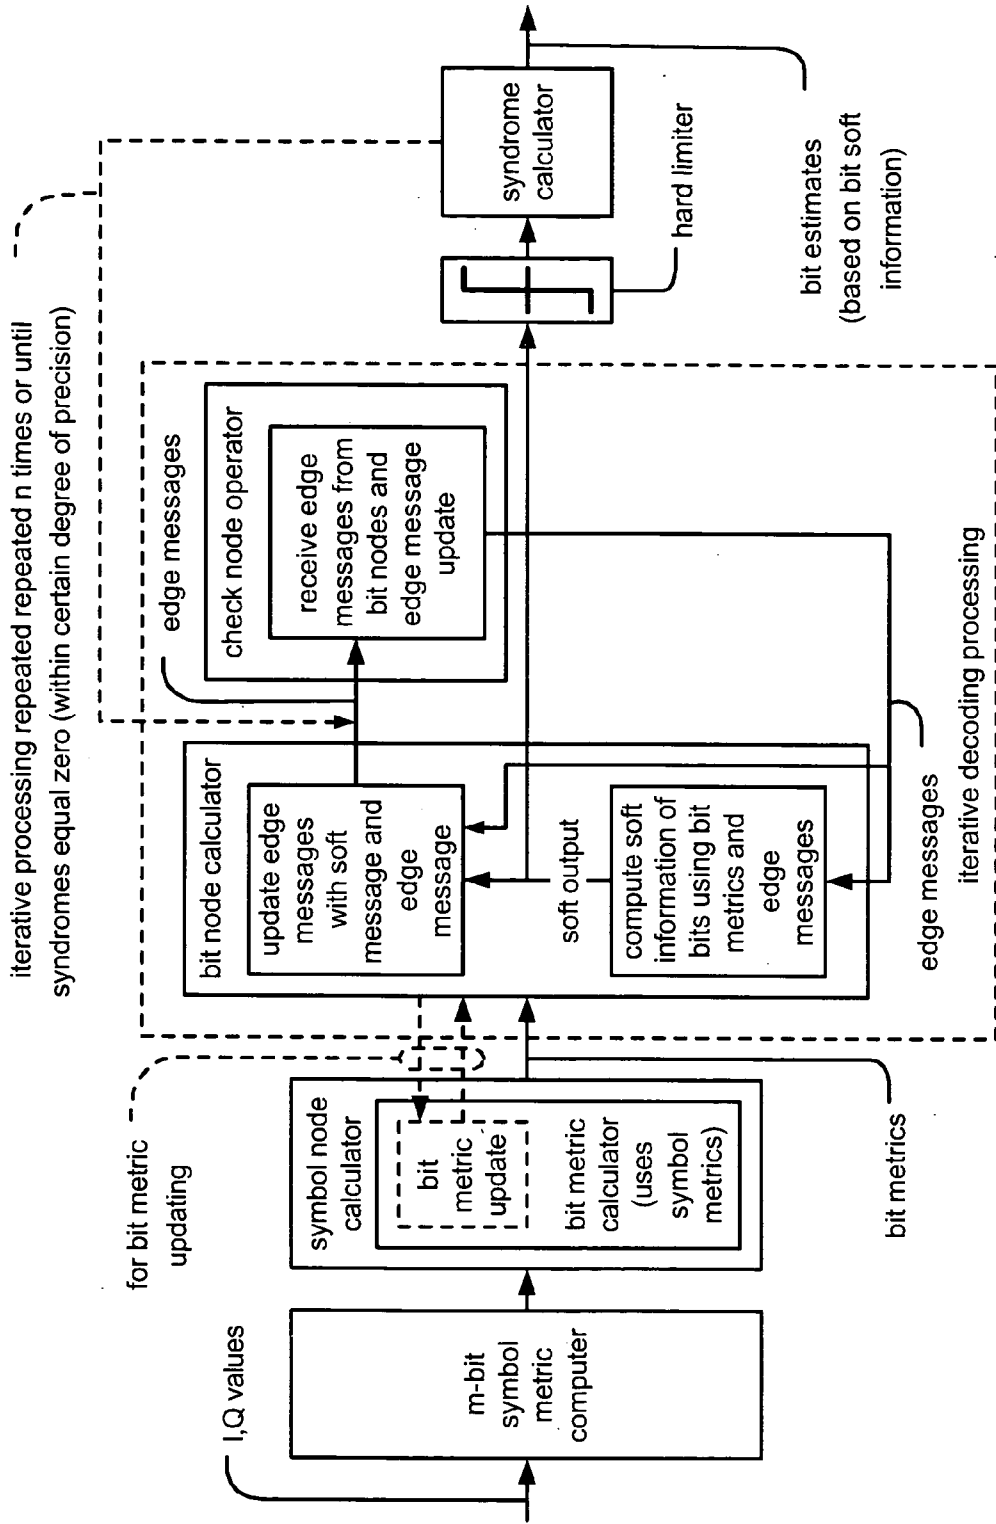 iterative processing repeated repeated n times or until
syndromes equal zero (within certain degree of precision)
for bit metric
updating
I,Q values
m-bit
symbol
metric
computer
symbol node
calculator
bit
metric
update
bit metric
calculator
(uses
symbol
metrics)
bit metrics
bit node calculator
update edge
messages
with soft
message and
edge
message
soft output
compute soft
information of
bits using bit
metrics and
edge
messages
edge messages
check node operator
receive edge
messages from
bit nodes and
edge message
update
edge messages
iterative decoding processing
hard limiter
syndrome
calculator
bit estimates
(based on bit soft
information)